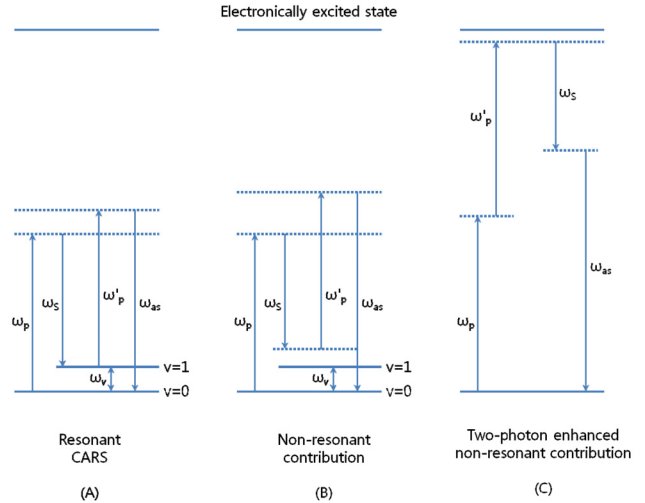 Electronically excited state
ω'p
ωS
ωas
ωp
ωp
ωS
ω'p
ωas
ωv
v=1
v=0
ωp
ωS
ω'p
ωas
ωv
v=1
v=0
Resonant
CARS
(A)
Non-resonant
contribution
(B)
Two-photon enhanced
non-resonant contribution
(C)